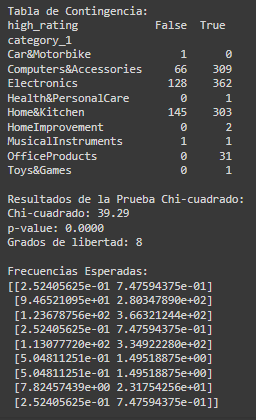 Tabla de Contingencia:
high_rating False True
category_1
Car&Motorbike 1 0
Computers&Accessories 66 309
Electronics 128 362
Health&PersonalCare 0 1
Home&Kitchen 145 303
HomeImprovement 0 2
MusicalInstruments 1 1
OfficeProducts 0 31
Toys&Games 0 1
Resultados de la Prueba Chi-cuadrado:
Chi-cuadrado: 39.29
p-value: 0.0000
Grados de libertad: 8
Frecuencias Esperadas:
[[2.52405625e-01 7.47594375e-01]
[9.46521095e+01 2.80347890e+02]
[1.23678756e+02 3.66321244e+02]
[2.52405625e-01 7.47594375e-01]
[1.13077720e+02 3.34922280e+02]
[5.04811251e-01 1.49518875e+00]
[5.04811251e-01 1.49518875e+00]
[7.82457439e+00 2.31754256e+01]
[2.52405625e-01 7.47594375e-01]]